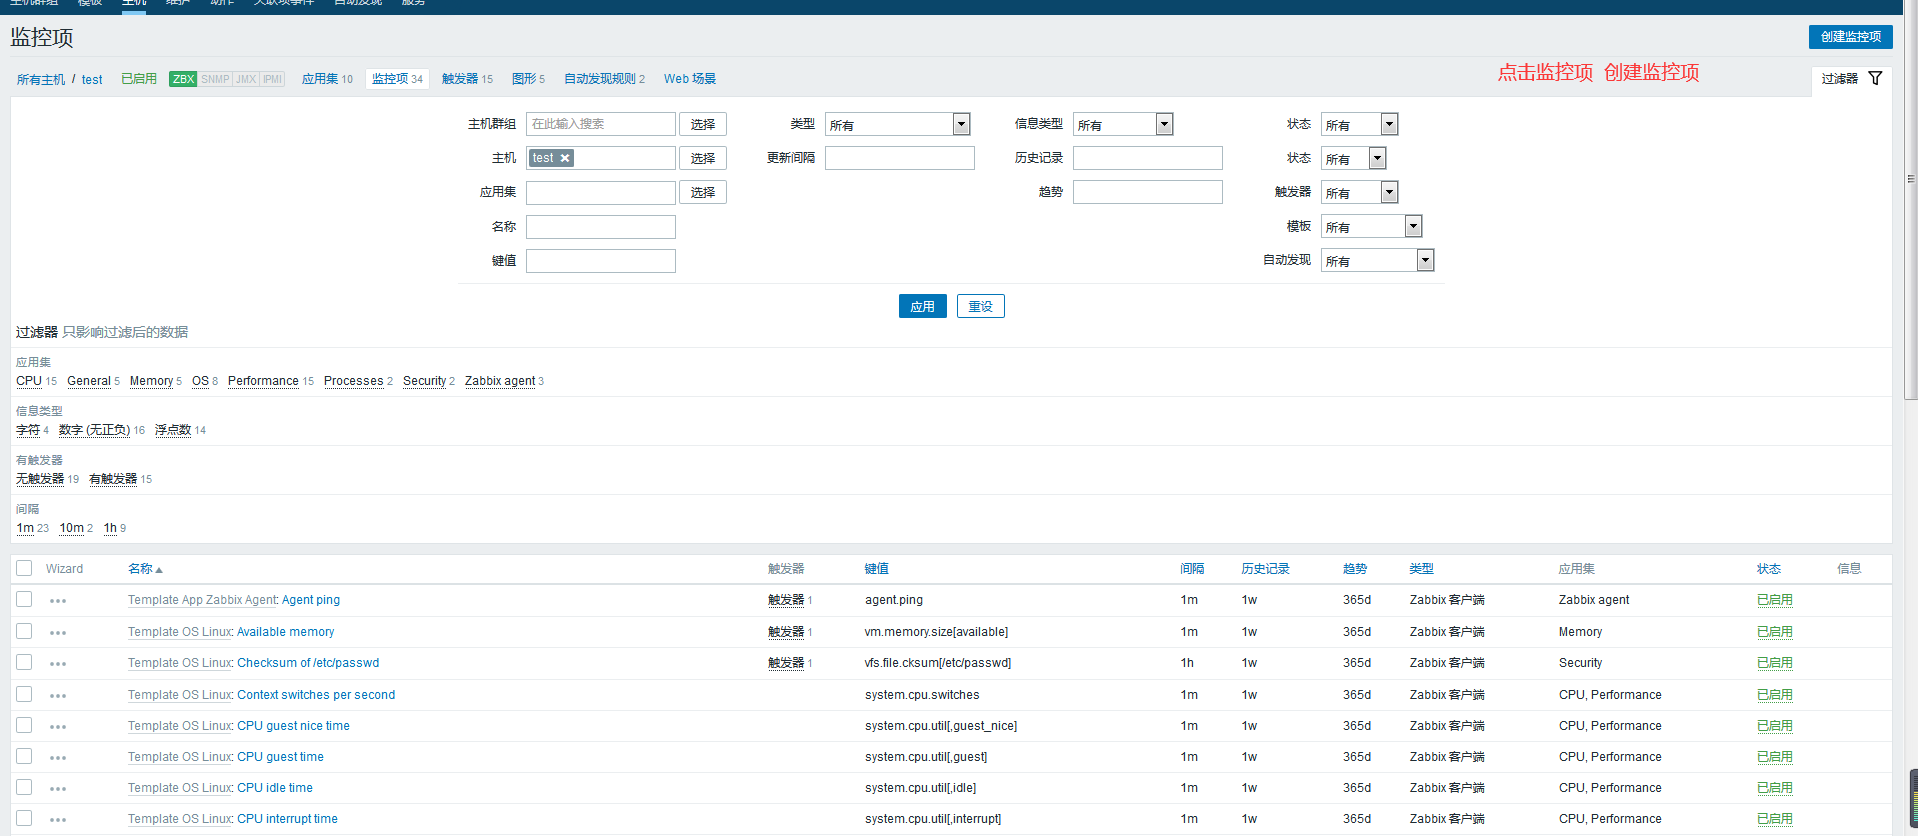 主机群组 模板 主机 维护 动作 关联项事件 自动发现 服务
监控项 创建监控项
所有主机 / test 已启用 ZBX SNMP JMX IPMI 应用集 10 监控项 34 触发器 15 图形 5 自动发现规则 2 Web 场景 点击监控项 创建监控项 过滤器
主机群组 在此输入搜索 选择 类型 所有 信息类型 所有 状态 所有
主机 test 选择 更新间隔 历史记录 状态 所有
应用集 选择 趋势 触发器 所有
名称 模板 所有
键值 自动发现 所有
应用 重设
过滤器 只影响过滤后的数据
应用集
CPU 15 General 5 Memory 5 OS 8 Performance 15 Processes 2 Security 2 Zabbix agent 3
信息类型
字符 4 数字 (无正负) 16 浮点数 14
有触发器
无触发器 19 有触发器 15
间隔
1m 23 10m 2 1h 9
Wizard 名称 触发器 键值 间隔 历史记录 趋势 类型 应用集 状态 信息
Template App Zabbix Agent: Agent ping 触发器 1 agent.ping 1m 1w 365d Zabbix 客户端 Zabbix agent 已启用
Template OS Linux: Available memory 触发器 1 vm.memory.size[available] 1m 1w 365d Zabbix 客户端 Memory 已启用
Template OS Linux: Checksum of /etc/passwd 触发器 1 vfs.file.cksum[/etc/passwd] 1h 1w 365d Zabbix 客户端 Security 已启用
Template OS Linux: Context switches per second system.cpu.switches 1m 1w 365d Zabbix 客户端 CPU, Performance 已启用
Template OS Linux: CPU guest nice time system.cpu.util[,guest_nice] 1m 1w 365d Zabbix 客户端 CPU, Performance 已启用
Template OS Linux: CPU guest time system.cpu.util[,guest] 1m 1w 365d Zabbix 客户端 CPU, Performance 已启用
Template OS Linux: CPU idle time system.cpu.util[,idle] 1m 1w 365d Zabbix 客户端 CPU, Performance 已启用
Template OS Linux: CPU interrupt time system.cpu.util[,interrupt] 1m 1w 365d Zabbix 客户端 CPU, Performance 已启用